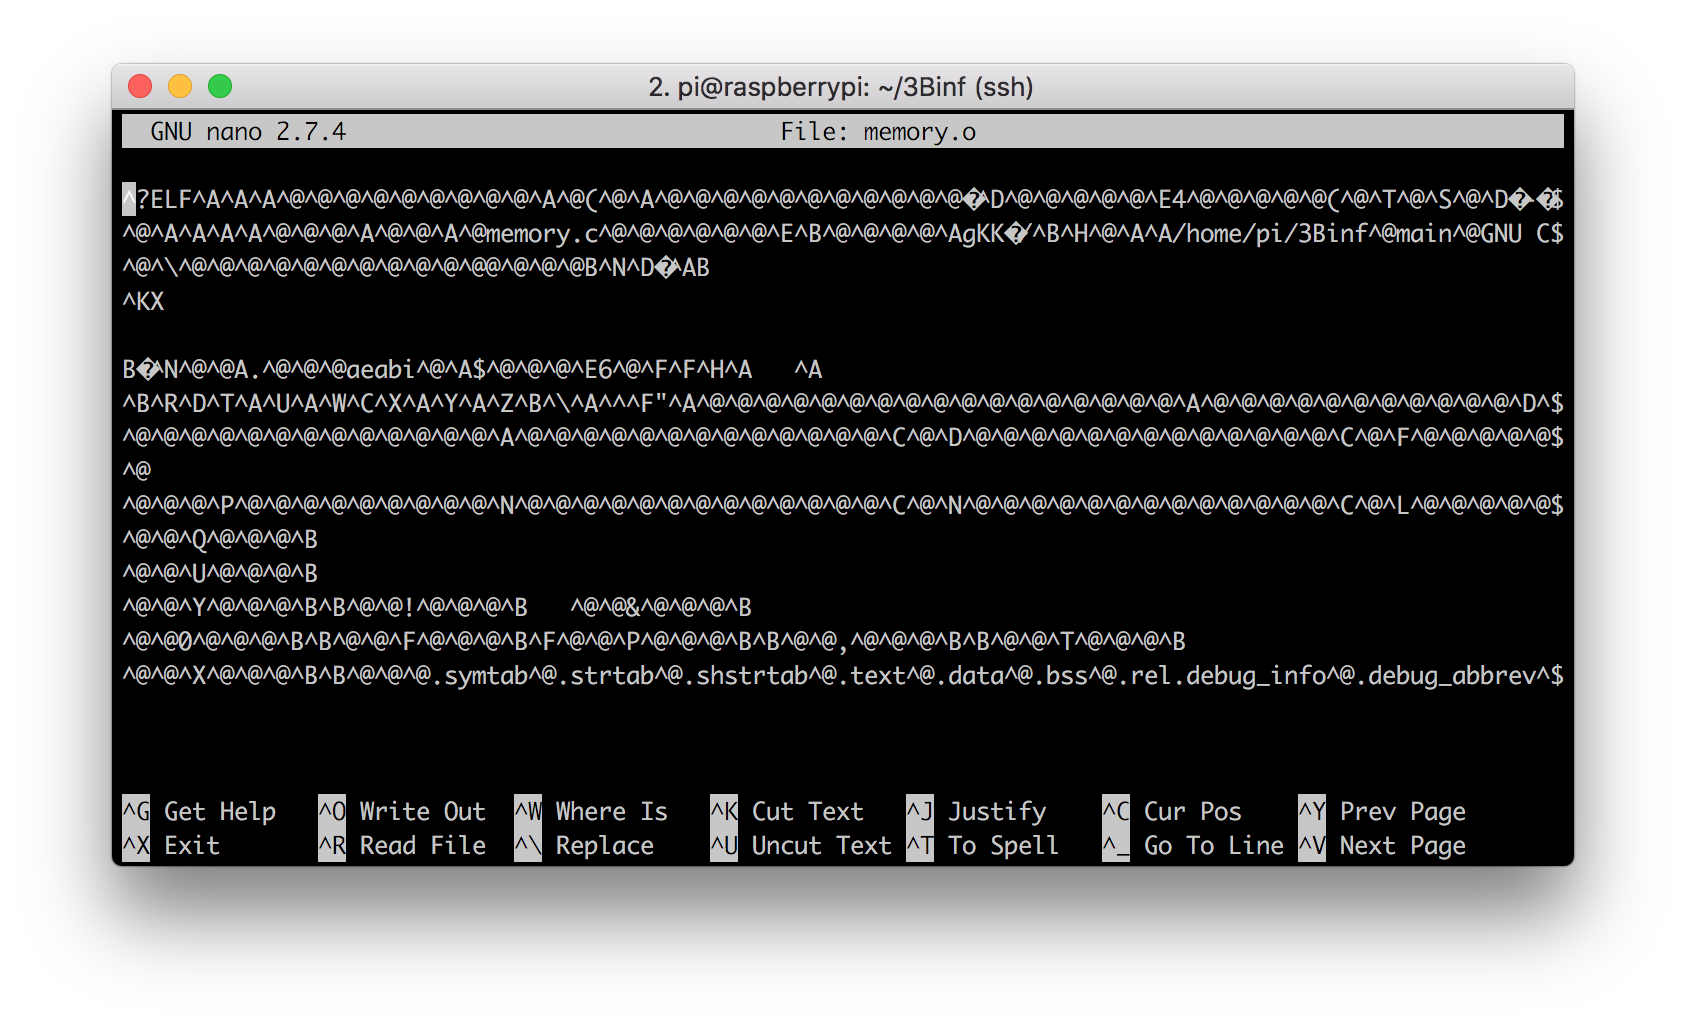 2. pi@raspberrypi: ~/3Binf (ssh)
GNU nano 2.7.4 File: memory.o
^?ELF^A^A^A^@^@^@^@^@^@^@^@^@^A^@(^@^A^@^@^@^@^@^@^@^@^@^@^@�^D^@^@^@^@^@^E4^@^@^@^@^@(^@^T^@^S^@^D�-�$
^@^A^A^A^A^@^@^@^A^@^@^A^@memory.c^@^@^@^@^@^@^E^B^@^@^@^@^AgKK�/^B^H^@^A^A/home/pi/3Binf^@main^@GNU C$
^@^\^@^@^@^@^@^@^@^@^@^@@^@^@^@B^N^D�^AB
^KX
B�^N^@^@A.^@^@^@aeabi^@^A$^@^@^@^E6^@^F^F^H^A ^A
^B^R^D^T^A^U^A^W^C^X^A^Y^A^Z^B^\^A^^^F"^A^@^@^@^@^@^@^@^@^@^@^@^@^@^@^@^@^@^A^@^@^@^@^@^@^@^@^@^@^@^D^$
^@^@^@^@^@^@^@^@^@^@^@^@^@^A^@^@^@^@^@^@^@^@^@^@^@^@^@^C^@^D^@^@^@^@^@^@^@^@^@^@^@^@^@^C^@^F^@^@^@^@^@$
^@
^@^@^@^P^@^@^@^@^@^@^@^@^@^N^@^@^@^@^@^@^@^@^@^@^@^@^@^C^@^N^@^@^@^@^@^@^@^@^@^@^@^@^@^C^@^L^@^@^@^@^@$
^@^@^Q^@^@^@^B
^@^@^U^@^@^@^B
^@^@^Y^@^@^@^B^B^@^@!^@^@^@^B ^@^@&^@^@^@^B
^@^@0^@^@^@^B^B^@^@^F^@^@^@^B^F^@^@^P^@^@^@^B^B^@^@,^@^@^@^B^B^@^@^T^@^@^@^B
^@^@^X^@^@^@^B^B^@^@^@^@.symtab^@.strtab^@.shstrtab^@.text^@.data^@.bss^@.rel.debug_info^@.debug_abbrev^$
^G Get Help ^O Write Out ^W Where Is ^K Cut Text ^J Justify ^C Cur Pos ^Y Prev Page
^X Exit ^R Read File ^\ Replace ^U Uncut Text ^T To Spell ^_ Go To Line ^V Next Page